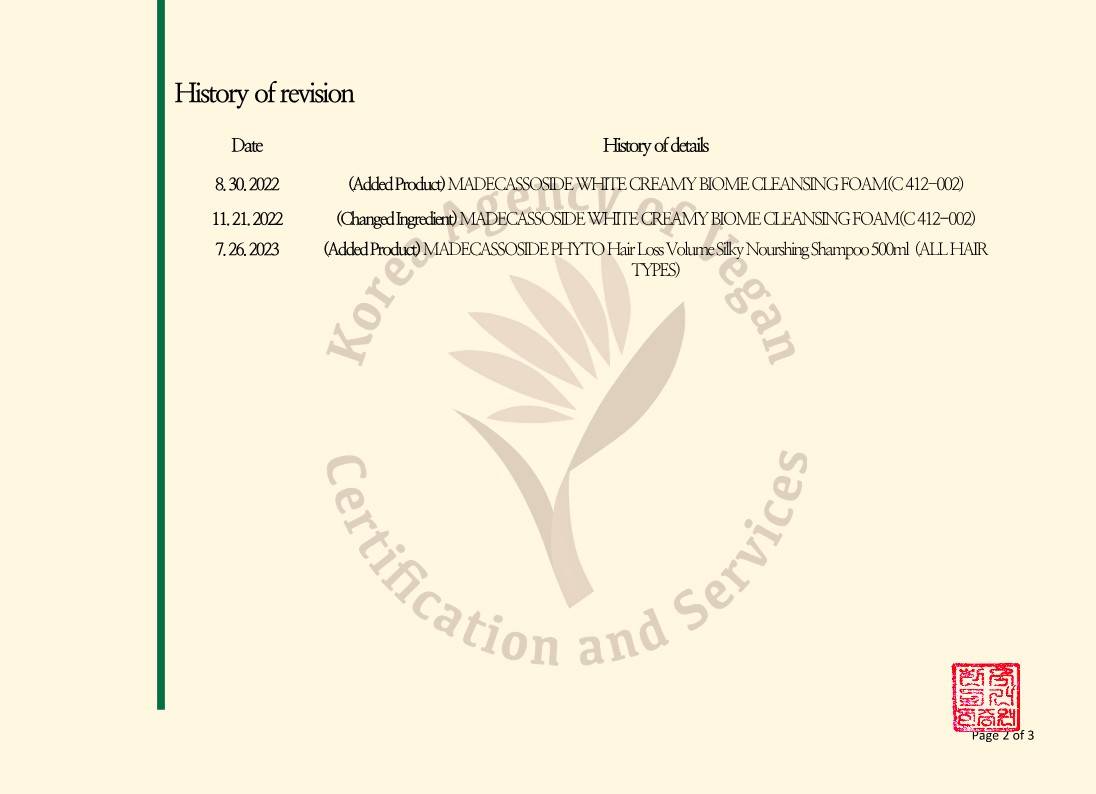 History of revision
Date History of details
8. 30. 2022 (Added Product) MADECASSOSIDE WHITE CREAMY BIOME CLEANSING FOAM(C 412-002)
11. 21. 2022 (Changed Ingredient) MADECASSOSIDE WHITE CREAMY BIOME CLEANSING FOAM(C 412-002)
7. 26. 2023 (Added Product) MADECASSOSIDE PHYTO Hair Loss Volume Silky Nourshing Shampoo 500ml (ALL HAIR
TYPES)
Korea Agency of Vegan
Certification and Services
Page 2 of 3